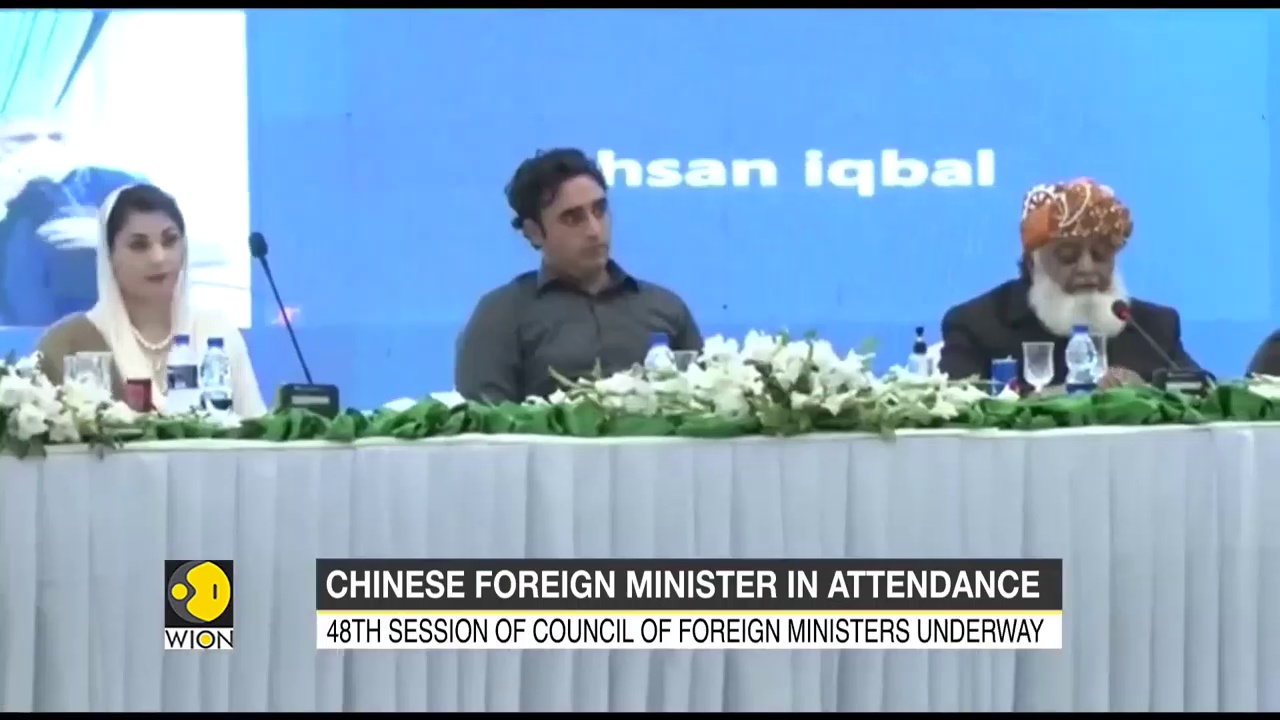 hsan iqbal
CHINESE FOREIGN MINISTER IN ATTENDANCE
48TH SESSION OF COUNCIL OF FOREIGN MINISTERS UNDERWAY
WION